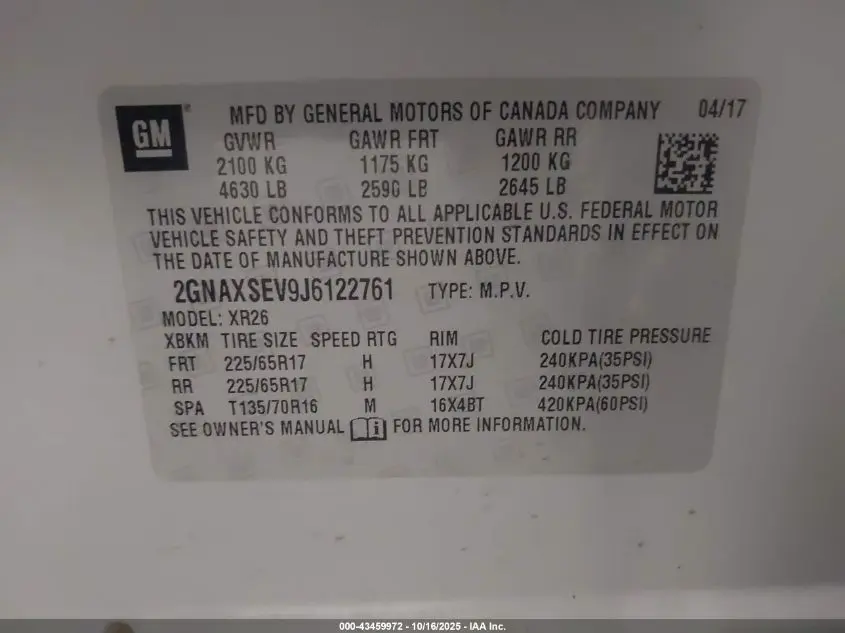 GM
MFD BY GENERAL MOTORS OF CANADA COMPANY 04/17
GVWR GAWR FRT GAWR RR
2100 KG 1175 KG 1200 KG
4630 LB 2590 LB 2645 LB
THIS VEHICLE CONFORMS TO ALL APPLICABLE U.S. FEDERAL MOTOR
VEHICLE SAFETY AND THEFT PREVENTION STANDARDS IN EFFECT ON
THE DATE OF MANUFACTURE SHOWN ABOVE.
2GNAXSEV9J6122761 TYPE: M.P.V.
MODEL: XR26
XBKM TIRE SIZE SPEED RTG RIM COLD TIRE PRESSURE
FRT 225/65R17 H 17X7J 240KPA(35PSI)
RR 225/65R17 H 17X7J 240KPA(35PSI)
SPA T135/70R16 M 16X4BT 420KPA(60PSI)
SEE OWNER'S MANUAL i FOR MORE INFORMATION.
000-43459972 - 10/16/2025 - IAA Inc.